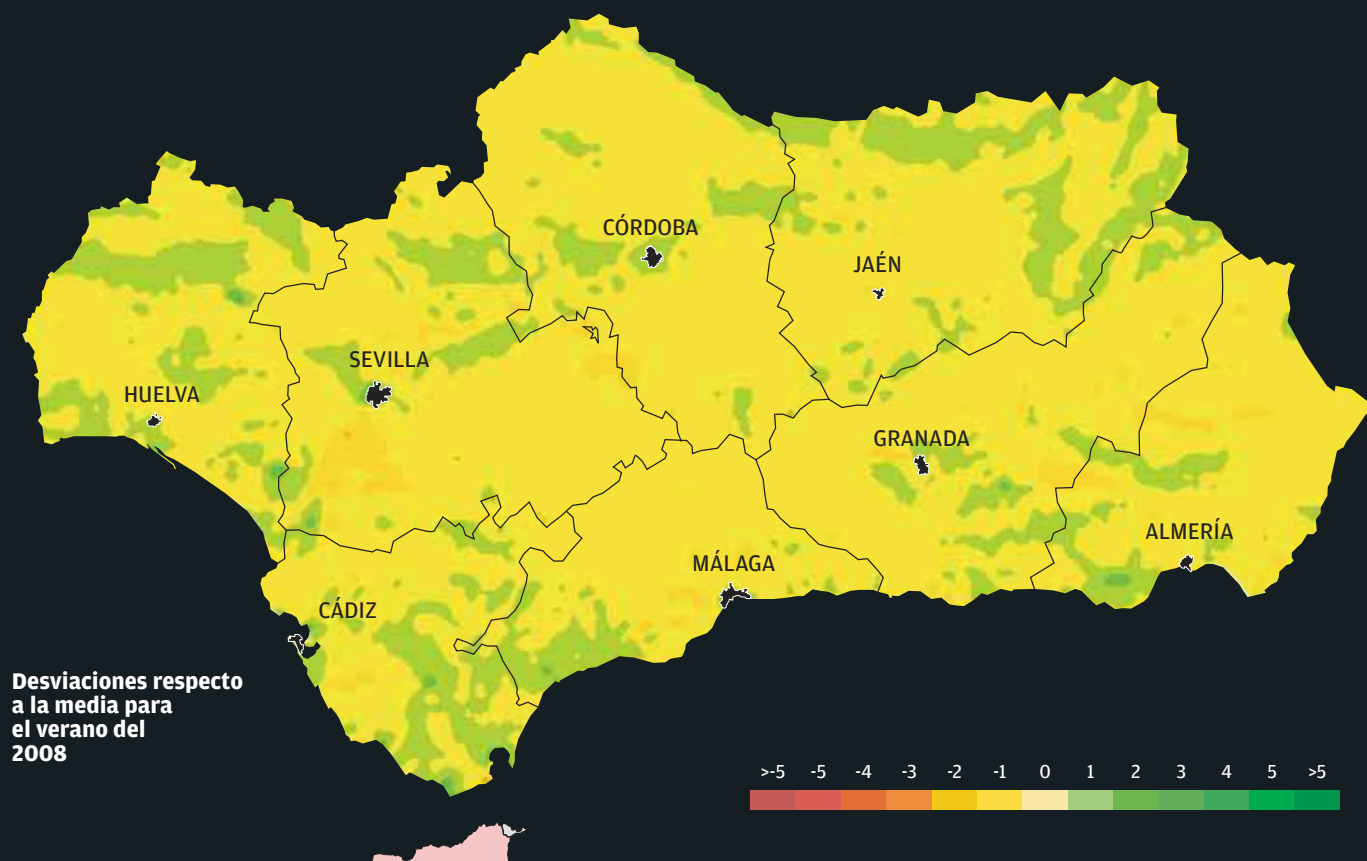 CÓRDOBA
JAÉN
SEVILLA
HUELVA
GRANADA
ALMERÍA
MÁLAGA
CÁDIZ
Desviaciones respecto
a la media para
el verano del
2008
>-5 -5 -4 -3 -2 -1 0 1 2 3 4 5 >5